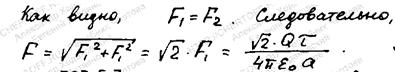 Как видно, F₁ = F₂. Следовательно,
F = √(F₁² + F₁²) = √2 · F₁ = √2 · Qτ / 4πε₀a .